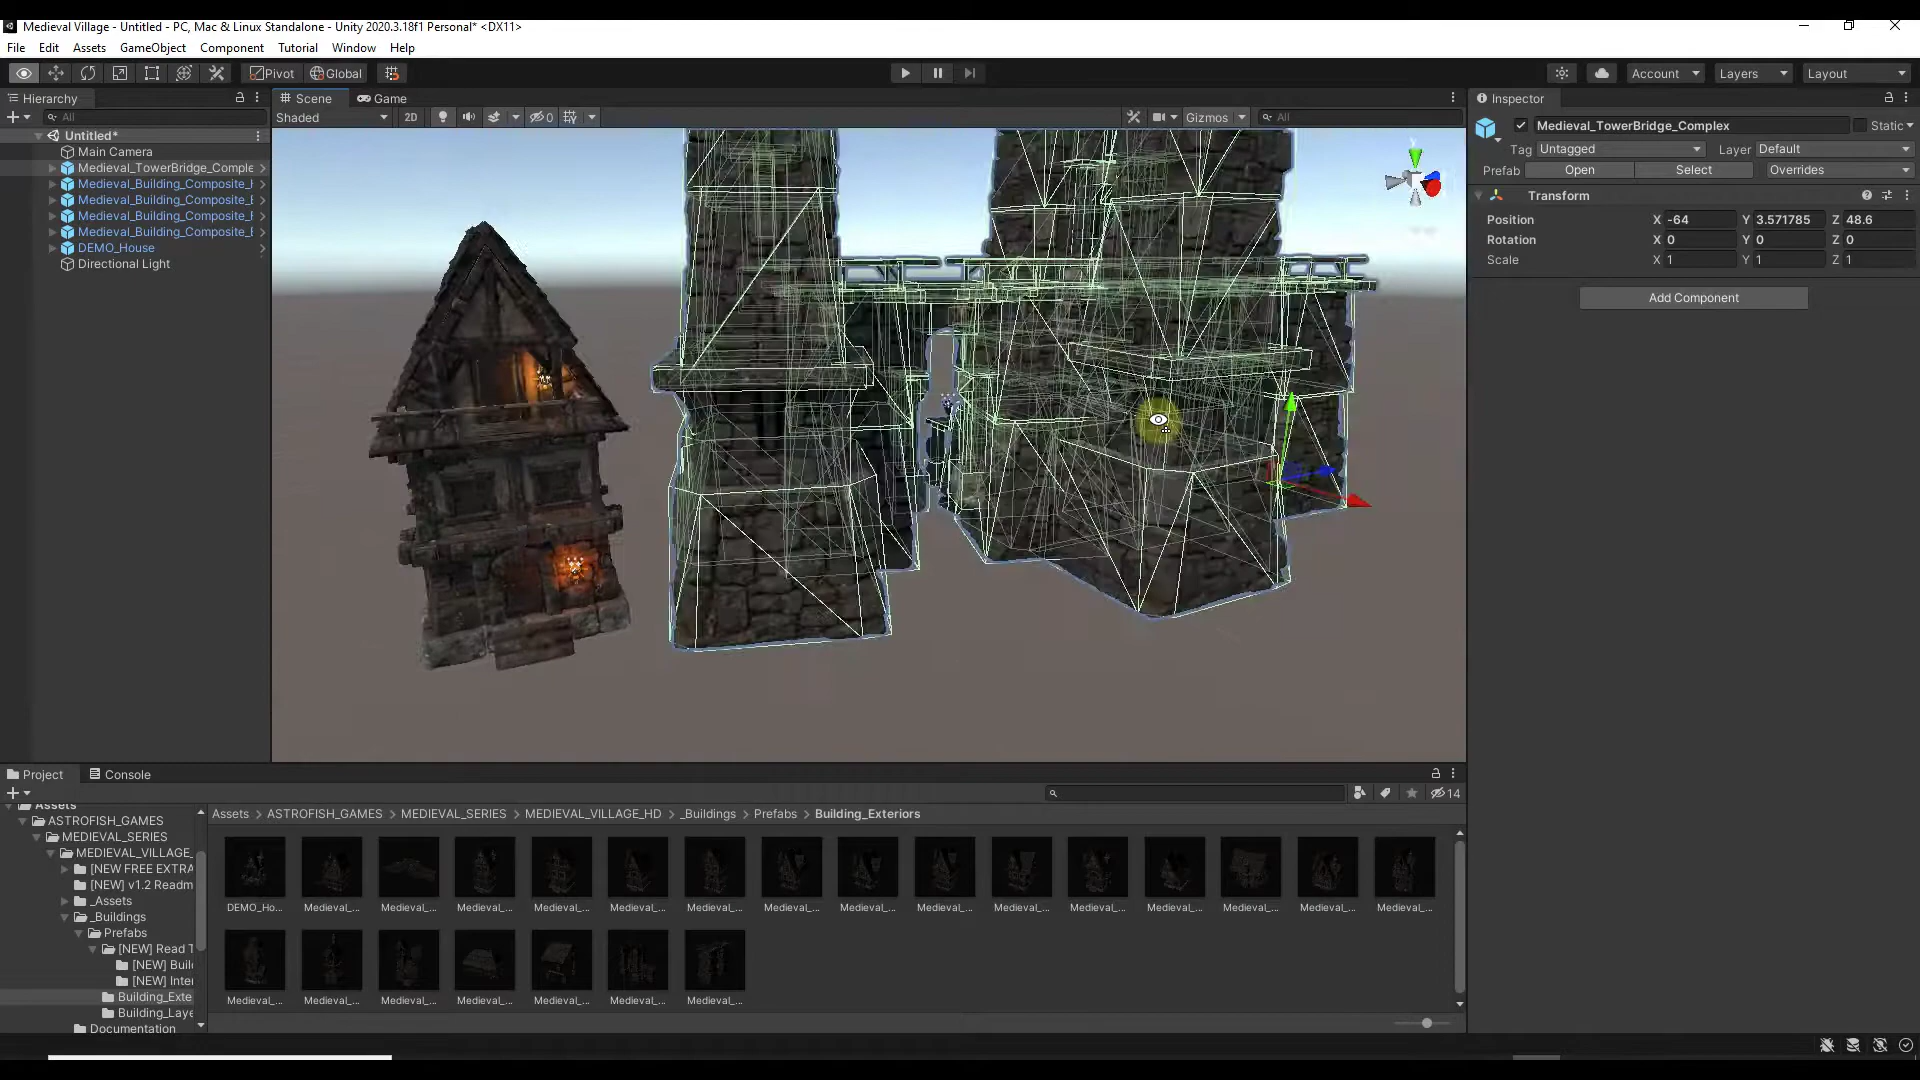 Medieval Village - Untitled - PC, Mac & Linux Standalone - Unity 2020.3.18f1 Personal* <DX11>
File Edit Assets GameObject Component Tutorial Window Help
Pivot Global Account Layers Layout
Hierarchy
All
Untitled*
Main Camera
Medieval_TowerBridge_Comple
Medieval_Building_Composite_
Medieval_Building_Composite_
Medieval_Building_Composite_
Medieval_Building_Composite_
DEMO_House
Directional Light
Scene Game
Shaded 2D 0 Gizmos All
Inspector
Medieval_TowerBridge_Complex Static
Tag Untagged Layer Default
Prefab Open Select Overrides
Transform
Position X -64 Y 3.571785 Z 48.6
Rotation X 0 Y 0 Z 0
Scale X 1 Y 1 Z 1
Add Component
Project Console
14
Assets
ASTROFISH_GAMES
MEDIEVAL_SERIES
MEDIEVAL_VILLAGE_
[NEW FREE EXTRA
[NEW] v1.2 Readm
_Assets
_Buildings
Prefabs
[NEW] Read T
[NEW] Buil
[NEW] Inte
Building_Exte
Building_Laye
Documentation
Assets > ASTROFISH_GAMES > MEDIEVAL_SERIES > MEDIEVAL_VILLAGE_HD > _Buildings > Prefabs > Building_Exteriors
DEMO_Ho... Medieval_... Medieval_... Medieval_... Medieval_... Medieval_... Medieval_... Medieval_... Medieval_... Medieval_... Medieval_... Medieval_... Medieval_... Medieval_... Medieval_... Medieval_...
Medieval_... Medieval_... Medieval_... Medieval_... Medieval_... Medieval_... Medieval_...